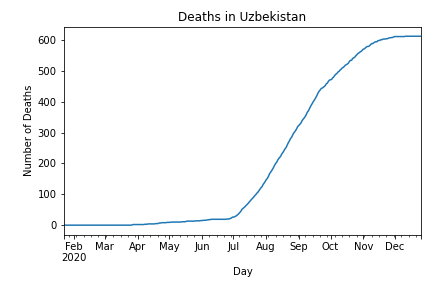 Deaths in Uzbekistan
Number of Deaths
600
500
400
300
200
100
0
Feb Mar Apr May Jun Jul Aug Sep Oct Nov Dec
2020
Day